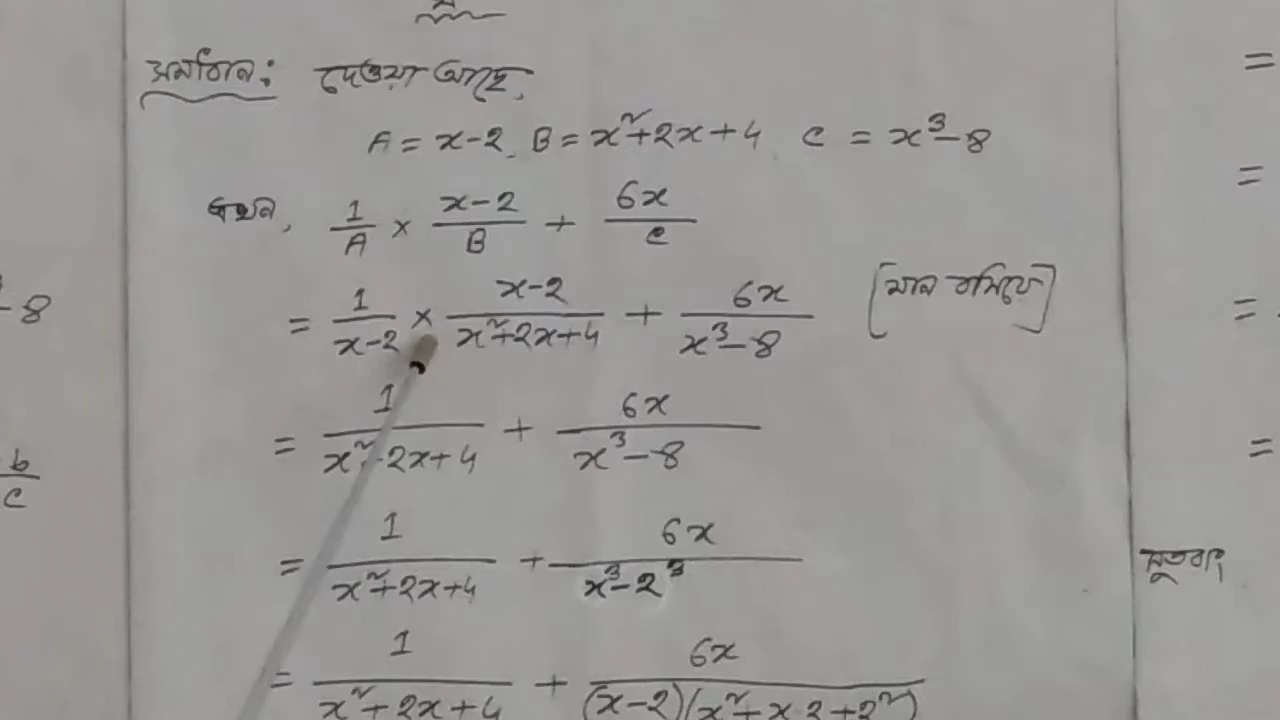 সমাধান: দেওয়া আছে,
A = x-2, B = x²+2x+4 C = x³-8
এখন, 1/A × (x-2)/B + 6x/C
-8 = 1/(x-2) × (x-2)/(x²+2x+4) + 6x/(x³-8) [মান বসিয়ে]
b/c = 1/(x²+2x+4) + 6x/(x³-8)
= 1/(x²+2x+4) + 6x/(x³-2³) সুতরাং
= 1/(x²+2x+4) + 6x/((x-2)(x²+x.2+2²))
=
=
=
=